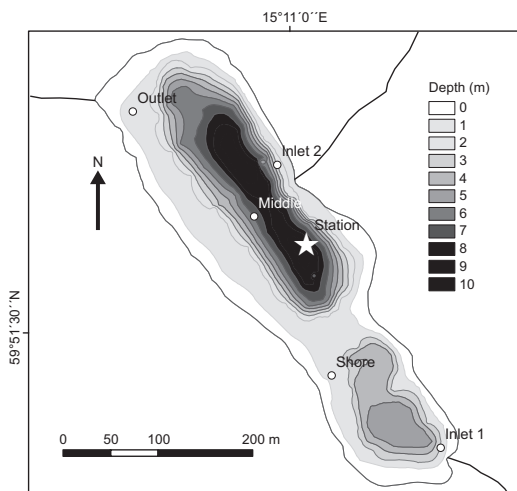 15°11´0´´E
Depth (m)
0
1
2
3
4
5
6
7
8
9
10
Outlet
Inlet 2
N
Middle
Station
59°51´30´´N
Shore
0 50 100 200 m
Inlet 1